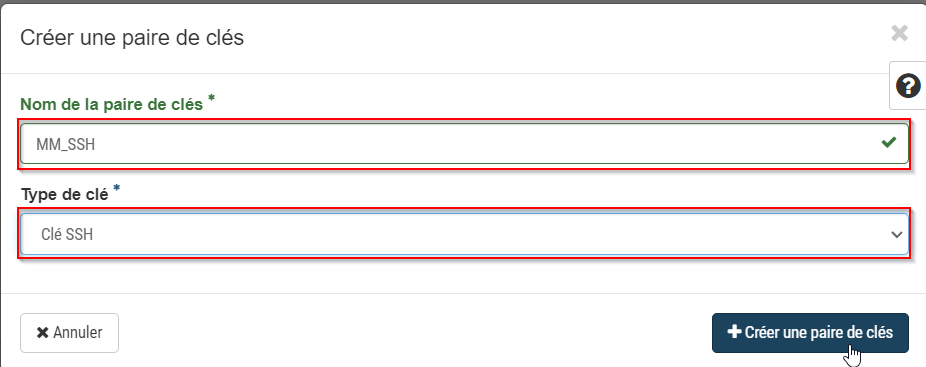 Créer une paire de clés
Nom de la paire de clés *
MM_SSH
Type de clé *
Clé SSH
Annuler
Créer une paire de clés